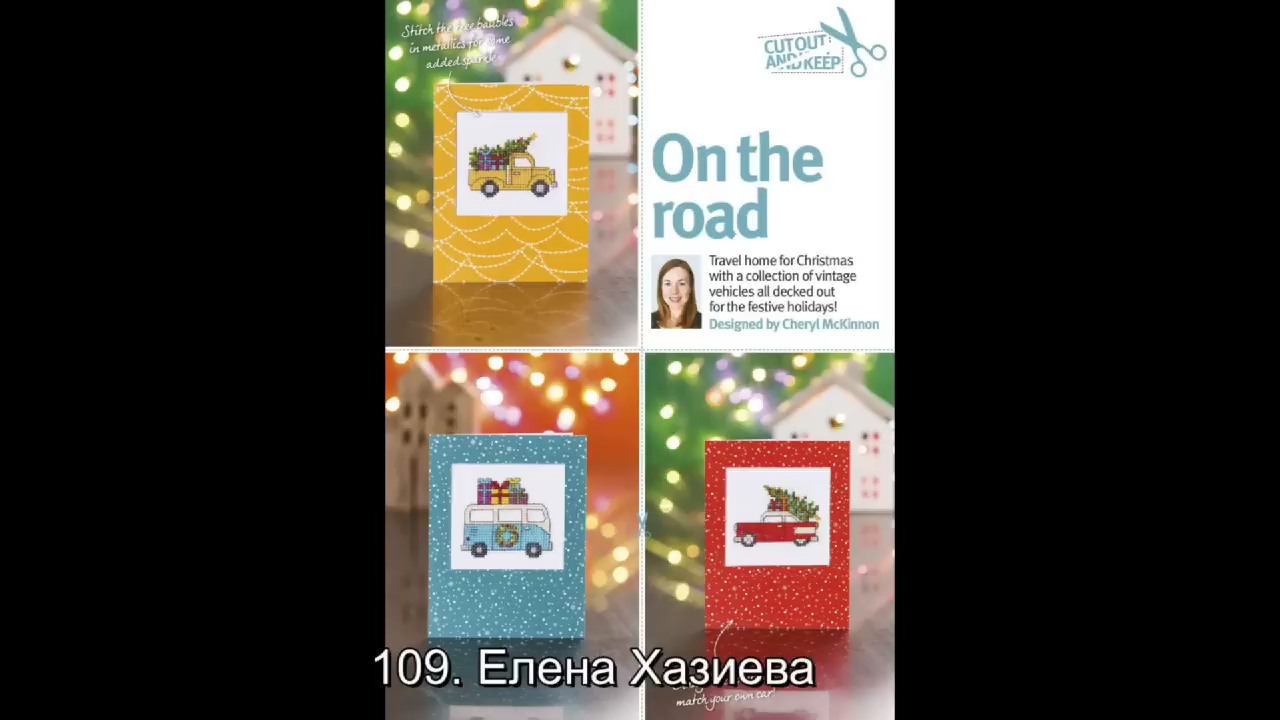 Stitch the tree baubles
in metallics for some
added sparkle
CUT OUT
AND KEEP
On the
road
Travel home for Christmas
with a collection of vintage
vehicles all decked out
for the festive holidays!
Designed by Cheryl McKinnon
match your own car!
109. Елена Хазиева